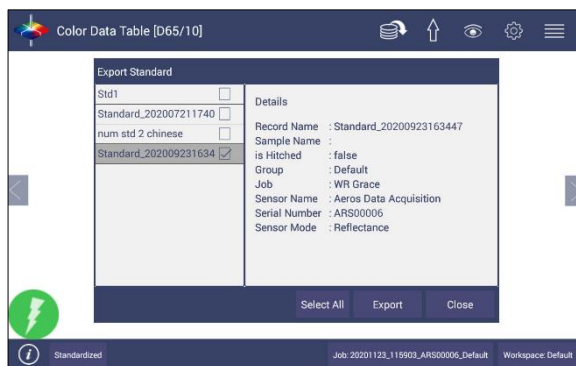 Color Data Table [D65/10]
Export Standard
Std1
Standard_202007211740
num std 2 chinese
Standard_202009231634
Details
Record Name : Standard_20200923163447
Sample Name :
is Hitched : false
Group : Default
Job : WR Grace
Sensor Name : Aeros Data Acquisition
Serial Number : ARS00006
Sensor Mode : Reflectance
Select All Export Close
i Standardized Job: 20201123_115903_ARS00006_Default Workspace: Default